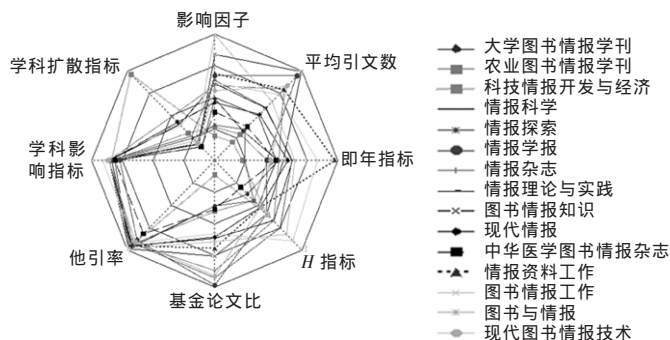 影响因子
平均引文数
即年指标
H 指标
基金论文比
他引率
学科影
响指标
学科扩散指标
大学图书情报学刊
农业图书情报学刊
科技情报开发与经济
情报科学
情报探索
情报学报
情报杂志
情报理论与实践
图书情报知识
现代情报
中华医学图书情报杂志
情报资料工作
图书情报工作
图书与情报
现代图书情报技术